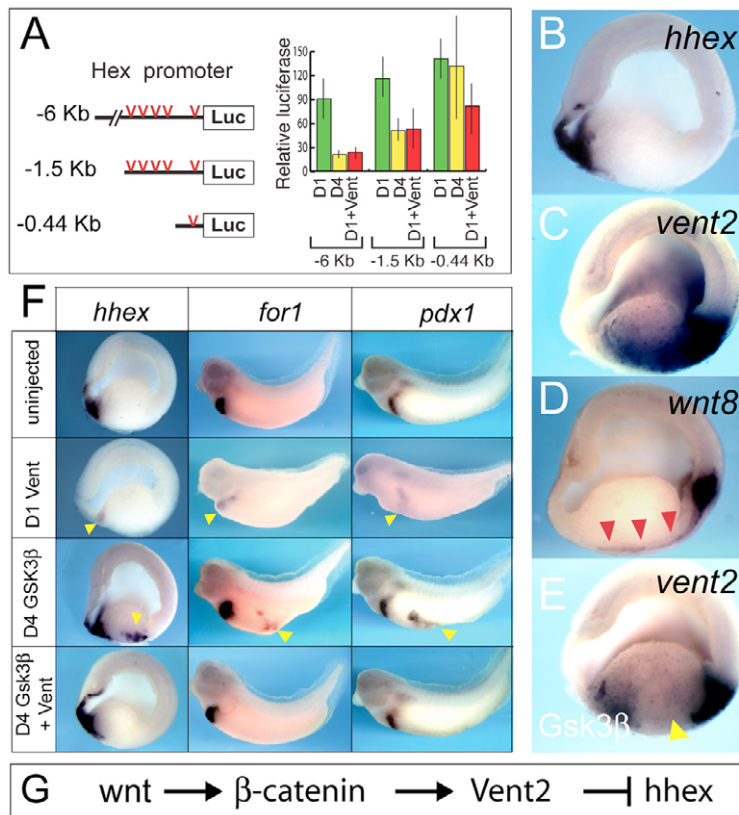 A
Hex promoter
-6 Kb
VVVV V
Luc
-1.5 Kb
VVVV V
Luc
-0.44 Kb
V
Luc
Relative luciferase
150
120
90
60
30
0
D1
D4
D1+Vent
D1
D4
D1+Vent
D1
D4
D1+Vent
-6 Kb
-1.5 Kb
-0.44 Kb
B
hhex
C
vent2
D
wnt8
E
vent2
Gsk3β
F
hhex
for1
pdx1
uninjected
D1 Vent
D4 GSK3β
D4 Gsk3β
+ Vent
G
wnt → β-catenin → Vent2 ⊣ hhex